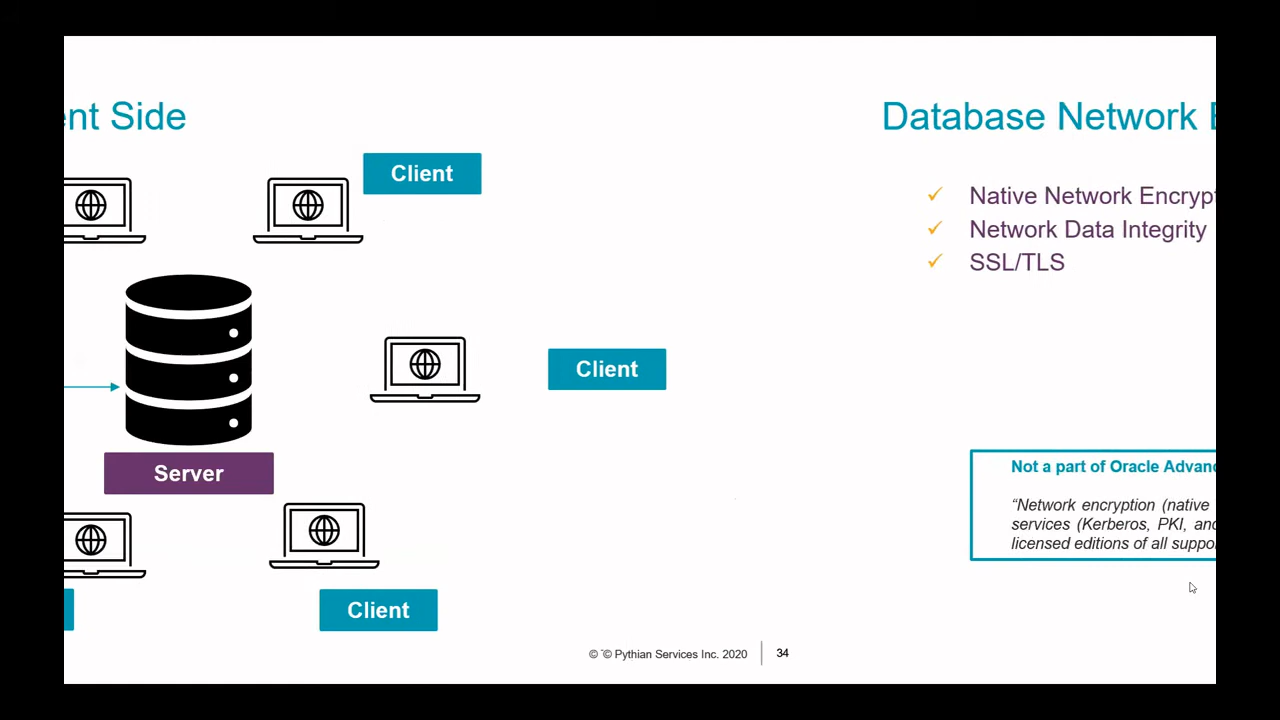 ent Side
Client
Client
Server
Client
© ¨© Pythian Services Inc. 2020
34
Database Network
Native Network Encrypt
Network Data Integrity
SSL/TLS
Not a part of Oracle Advan
“Network encryption (native
services (Kerberos, PKI, and
licensed editions of all suppo